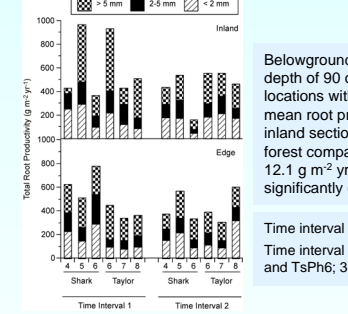 > 5 mm 2-5 mm < 2 mm
Inland
1000
800
600
400
200
0
Total Root Productivity (g m⁻² yr⁻¹)
Edge
800
600
400
200
0
4 5 6 6 7 8 4 5 6 6 7 8
Shark Taylor Shark Taylor
Time Interval 1 Time Interval 2
Belowground
depth of 90
locations with
mean root
inland section
forest compa
12.1 g m⁻² yr
significantly
Time interval
Time interval
and TsPh6; 3